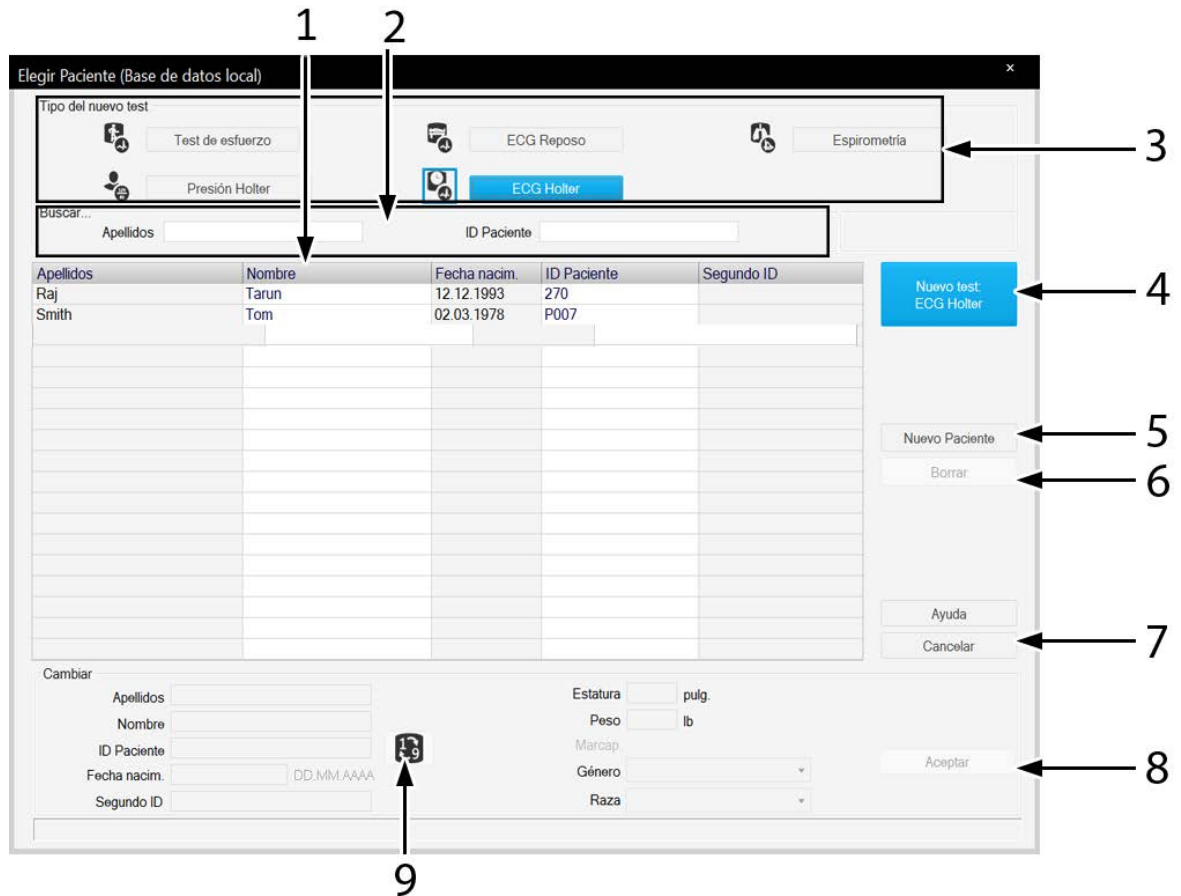 1 2
Elegir Paciente (Base de datos local) ×
Tipo del nuevo test
Test de esfuerzo ECG Reposo Espirometría 3
Presión Holter ECG Holter
Buscar...
Apellidos ID Paciente
Apellidos Nombre Fecha nacim. ID Paciente Segundo ID
Raj Tarun 12.12.1993 270
Smith Tom 02.03.1978 P007
Nuevo test: 4
ECG Holter
Nuevo Paciente 5
Borrar 6
Ayuda
Cancelar 7
Cambiar
Apellidos Estatura pulg.
Nombre Peso lb
ID Paciente 1 9 Marcap.
Fecha nacim. DD.MM.AAAA Género Aceptar 8
Segundo ID Raza
9